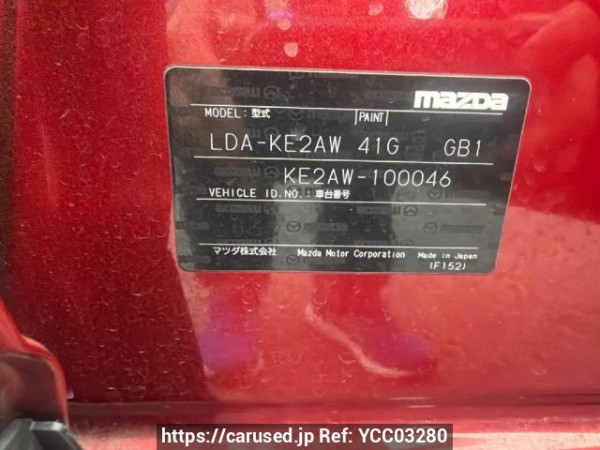 mazda
MODEL:型式 PAINT
LDA-KE2AW 41G GB1
KE2AW-100046
VEHICLE ID.NO.:車台番号
マツダ株式会社 Mazda Motor Corporation Made in Japan
(F152)
https://carused.jp Ref: YCC03280